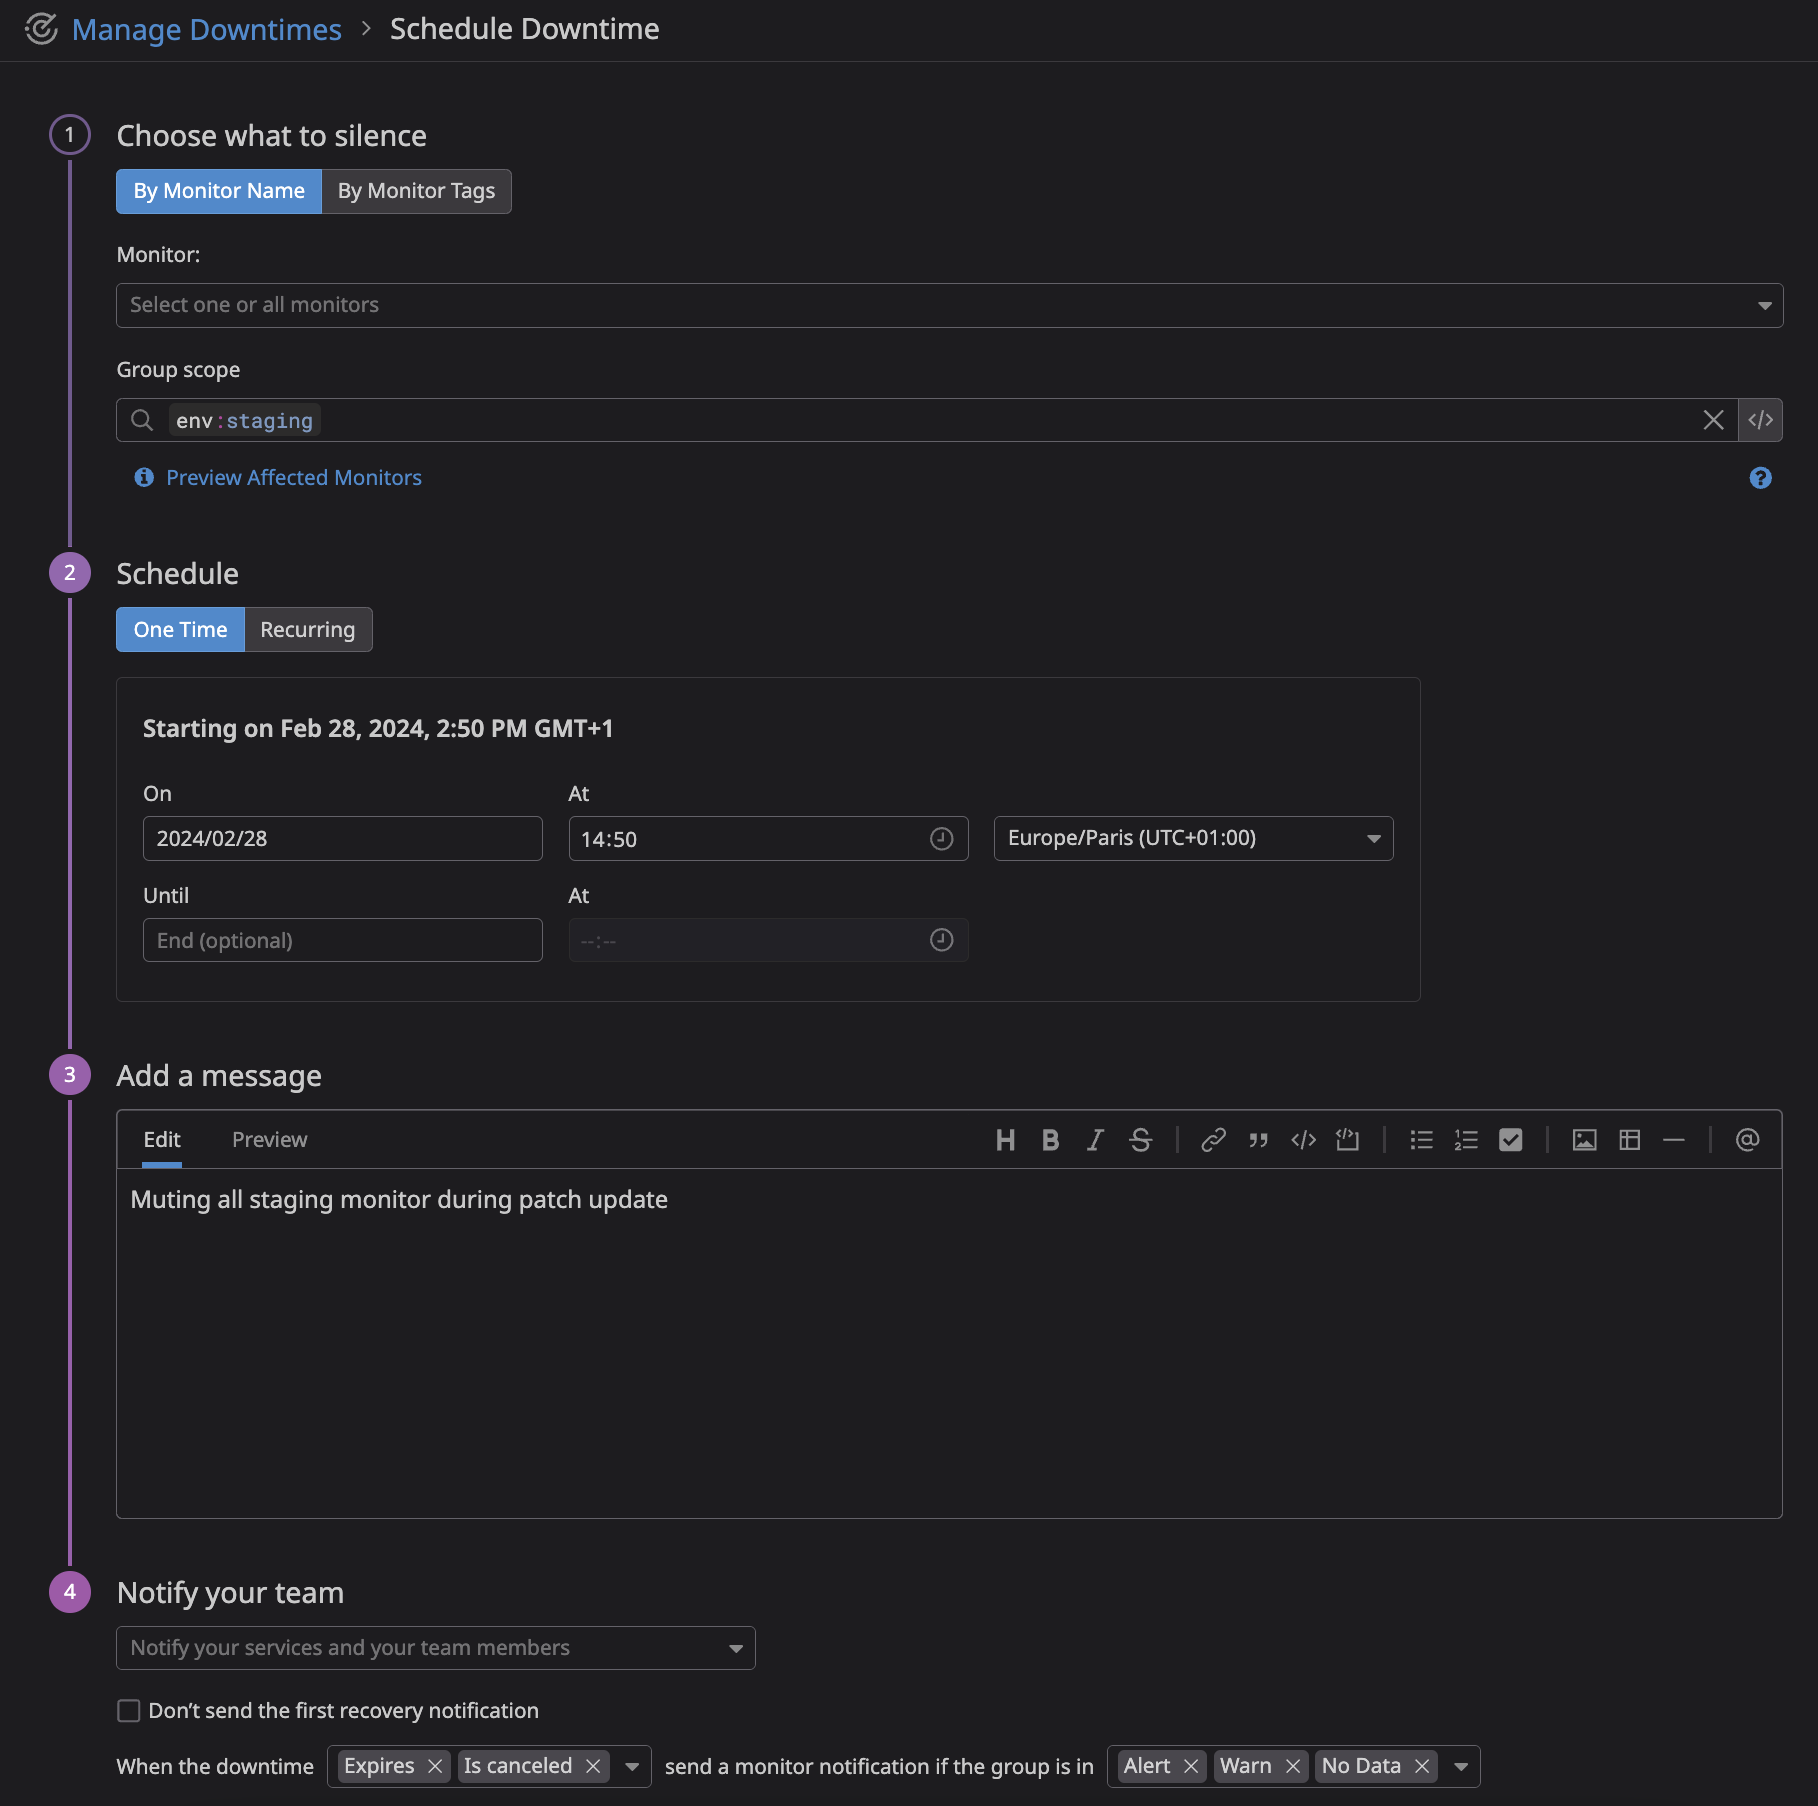 Manage Downtimes > Schedule Downtime
1 Choose what to silence
By Monitor Name By Monitor Tags
Monitor:
Select one or all monitors
Group scope
env:staging </>
Preview Affected Monitors ?
2 Schedule
One Time Recurring
Starting on Feb 28, 2024, 2:50 PM GMT+1
On At
2024/02/28 14:50 Europe/Paris (UTC+01:00)
Until At
End (optional) --:--
3 Add a message
Edit Preview H B I S </> @
Muting all staging monitor during patch update
4 Notify your team
Notify your services and your team members
Don’t send the first recovery notification
When the downtime Expires Is canceled send a monitor notification if the group is in Alert Warn No Data